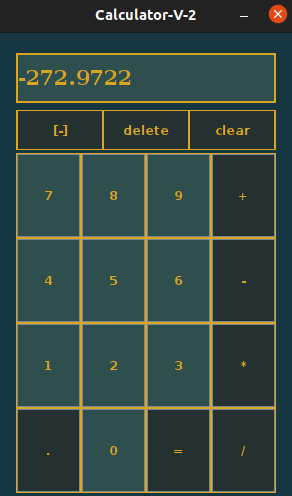 Calculator-V-2
-272.9722
[-] delete clear
7 8 9 +
4 5 6 -
1 2 3 *
. 0 = /